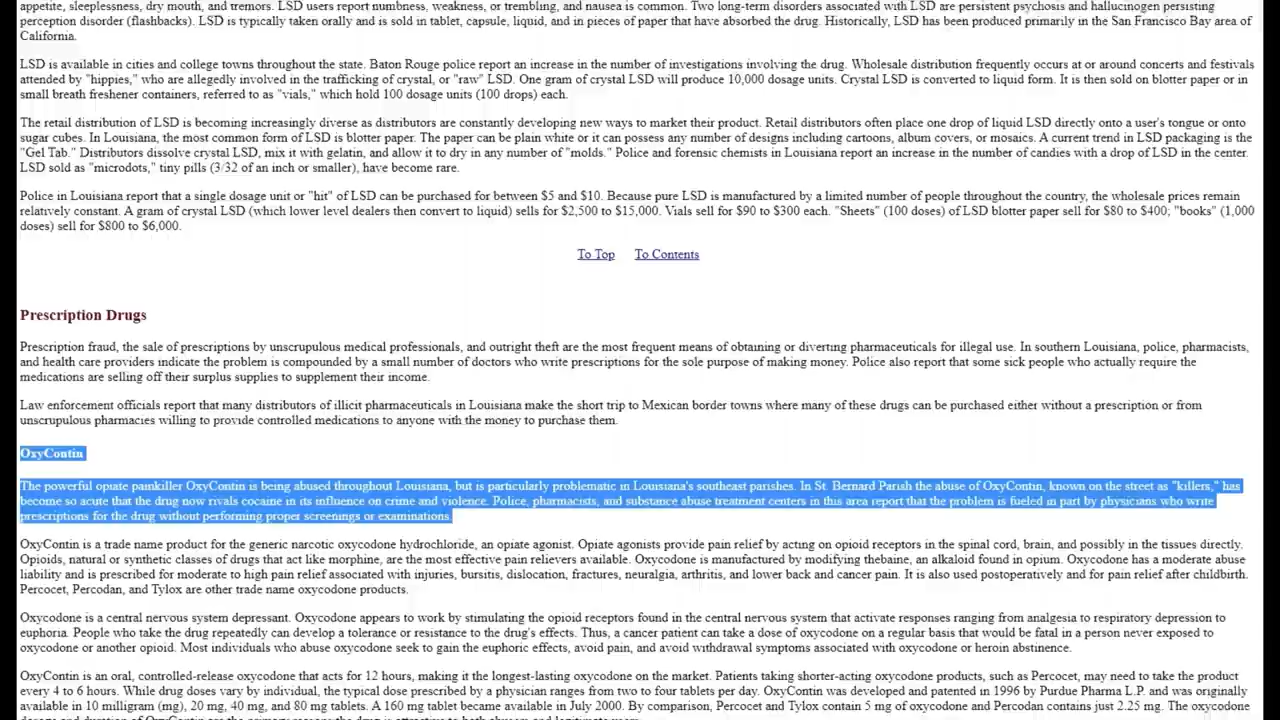 appetite, sleeplessness, dry mouth, and tremors. LSD users report numbness, weakness, or trembling, and nausea is common. Two long-term disorders associated with LSD are persistent psychosis and hallucinogen persisting
perception disorder (flashbacks). LSD is typically taken orally and is sold in tablet, capsule, liquid, and in pieces of paper that have absorbed the drug. Historically, LSD has been produced primarily in the San Francisco Bay area of
California.
LSD is available in cities and college towns throughout the state. Baton Rouge police report an increase in the number of investigations involving the drug. Wholesale distribution frequently occurs at or around concerts and festivals
attended by "hippies," who are allegedly involved in the trafficking of crystal, or "raw" LSD. One gram of crystal LSD will produce 10,000 dosage units. Crystal LSD is converted to liquid form. It is then sold on blotter paper or in
small breath freshener containers, referred to as "vials," which hold 100 dosage units (100 drops) each.
The retail distribution of LSD is becoming increasingly diverse as distributors are constantly developing new ways to market their product. Retail distributors often place one drop of liquid LSD directly onto a user's tongue or onto
sugar cubes. In Louisiana, the most common form of LSD is blotter paper. The paper can be plain white or it can possess any number of designs including cartoons, album covers, or mosaics. A current trend in LSD packaging is the
"Gel Tab." Distributors dissolve crystal LSD, mix it with gelatin, and allow it to dry in any number of "molds." Police and forensic chemists in Louisiana report an increase in the number of candies with a drop of LSD in the center.
LSD sold as "microdots," tiny pills (3/32 of an inch or smaller), have become rare.
Police in Louisiana report that a single dosage unit or "hit" of LSD can be purchased for between $5 and $10. Because pure LSD is manufactured by a limited number of people throughout the country, the wholesale prices remain
relatively constant. A gram of crystal LSD (which lower level dealers then convert to liquid) sells for $2,500 to $15,000. Vials sell for $90 to $300 each. "Sheets" (100 doses) of LSD blotter paper sell for $80 to $400; "books" (1,000
doses) sell for $800 to $6,000.
To Top To Contents
Prescription Drugs
Prescription fraud, the sale of prescriptions by unscrupulous medical professionals, and outright theft are the most frequent means of obtaining or diverting pharmaceuticals for illegal use. In southern Louisiana, police, pharmacists,
and health care providers indicate the problem is compounded by a small number of doctors who write prescriptions for the sole purpose of making money. Police also report that some sick people who actually require the
medications are selling off their surplus supplies to supplement their income.
Law enforcement officials report that many distributors of illicit pharmaceuticals in Louisiana make the short trip to Mexican border towns where many of these drugs can be purchased either without a prescription or from
unscrupulous pharmacies willing to provide controlled medications to anyone with the money to purchase them.
OxyContin
The powerful opiate painkiller OxyContin is being abused throughout Louisiana, but is particularly problematic in Louisiana's southeast parishes. In St. Bernard Parish the abuse of OxyContin, known on the street as "killers," has
become so acute that the drug now rivals cocaine in its influence on crime and violence. Police, pharmacists, and substance abuse treatment centers in this area report that the problem is fueled in part by physicians who write
prescriptions for the drug without performing proper screenings or examinations.
OxyContin is a trade name product for the generic narcotic oxycodone hydrochloride, an opiate agonist. Opiate agonists provide pain relief by acting on opioid receptors in the spinal cord, brain, and possibly in the tissues directly.
Opioids, natural or synthetic classes of drugs that act like morphine, are the most effective pain relievers available. Oxycodone is manufactured by modifying thebaine, an alkaloid found in opium. Oxycodone has a moderate abuse
liability and is prescribed for moderate to high pain relief associated with injuries, bursitis, dislocation, fractures, neuralgia, arthritis, and lower back and cancer pain. It is also used postoperatively and for pain relief after childbirth.
Percocet, Percodan, and Tylox are other trade name oxycodone products.
Oxycodone is a central nervous system depressant. Oxycodone appears to work by stimulating the opioid receptors found in the central nervous system that activate responses ranging from analgesia to respiratory depression to
euphoria. People who take the drug repeatedly can develop a tolerance or resistance to the drug's effects. Thus, a cancer patient can take a dose of oxycodone on a regular basis that would be fatal in a person never exposed to
oxycodone or another opioid. Most individuals who abuse oxycodone seek to gain the euphoric effects, avoid pain, and avoid withdrawal symptoms associated with oxycodone or heroin abstinence.
OxyContin is an oral, controlled-release oxycodone that acts for 12 hours, making it the longest-lasting oxycodone on the market. Patients taking shorter-acting oxycodone products, such as Percocet, may need to take the product
every 4 to 6 hours. While drug doses vary by individual, the typical dose prescribed by a physician ranges from two to four tablets per day. OxyContin was developed and patented in 1996 by Purdue Pharma L.P. and was originally
available in 10 milligram (mg), 20 mg, 40 mg, and 80 mg tablets. A 160 mg tablet became available in July 2000. By comparison, Percocet and Tylox contain 5 mg of oxycodone and Percodan contains just 2.25 mg. The oxycodone